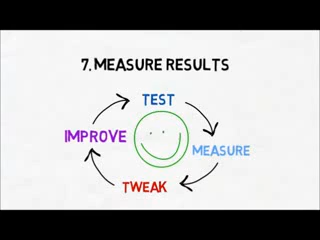 7. MEASURE RESULTS
TEST
IMPROVE
MEASURE
TWEAK